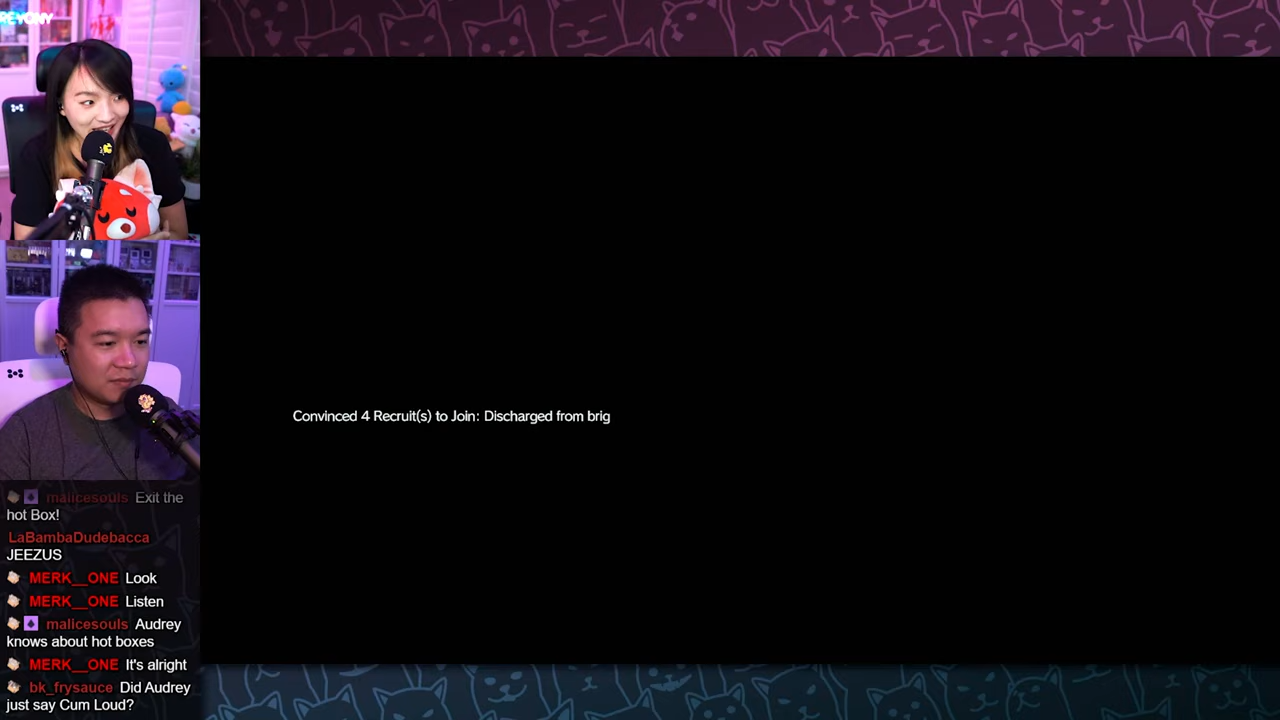 REYONY
Convinced 4 Recruit(s) to Join: Discharged from brig
malicesouls Exit the
hot Box!
LaBambaDudebacca
JEEZUS
MERK__ONE Look
MERK__ONE Listen
malicesouls Audrey
knows about hot boxes
MERK__ONE It's alright
bk_frysauce Did Audrey
just say Cum Loud?